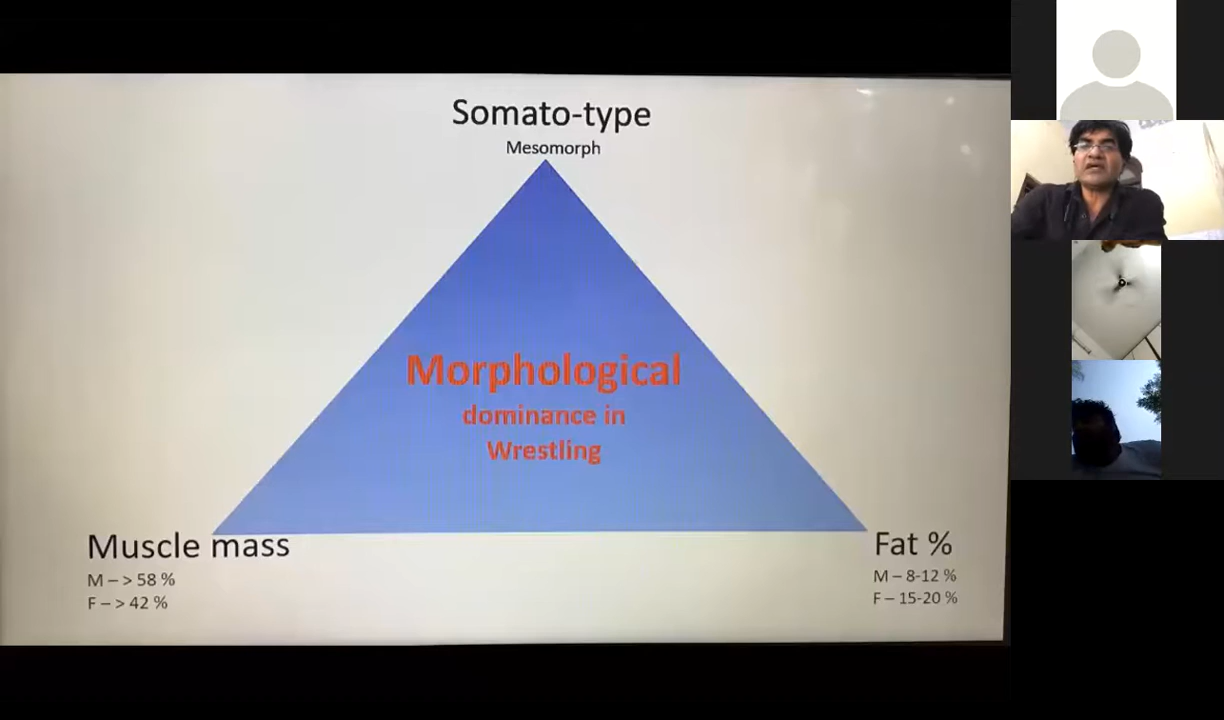 Somato-type
Mesomorph
Morphological
dominance in
Wrestling
Muscle mass
M – > 58 %
F – > 42 %
Fat %
M – 8-12 %
F – 15-20 %